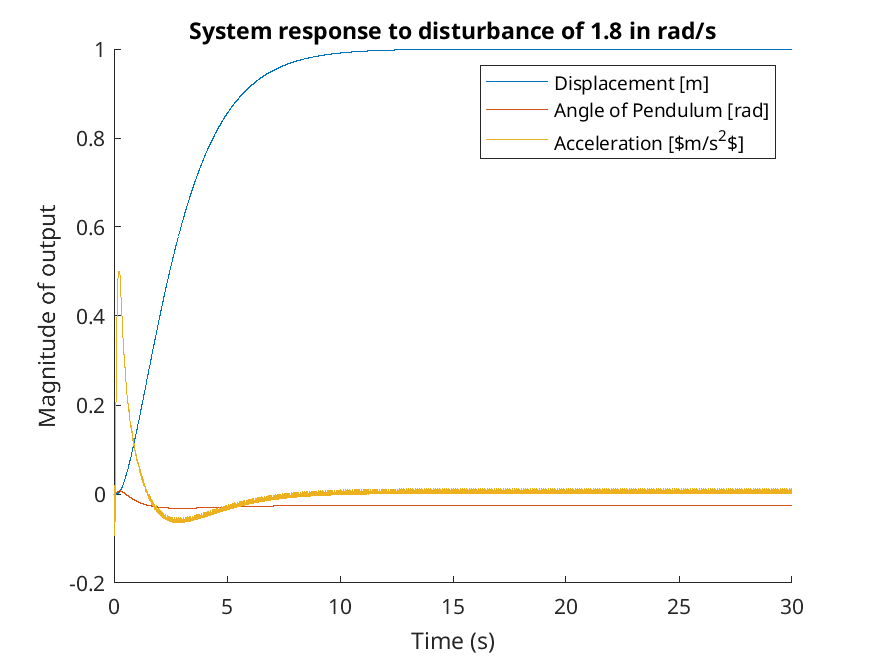 System response to disturbance of 1.8 in rad/s
1
0.8
0.6
0.4
0.2
0
-0.2
Magnitude of output
Displacement [m]
Angle of Pendulum [rad]
Acceleration [$m/s²$]
0 5 10 15 20 25 30
Time (s)